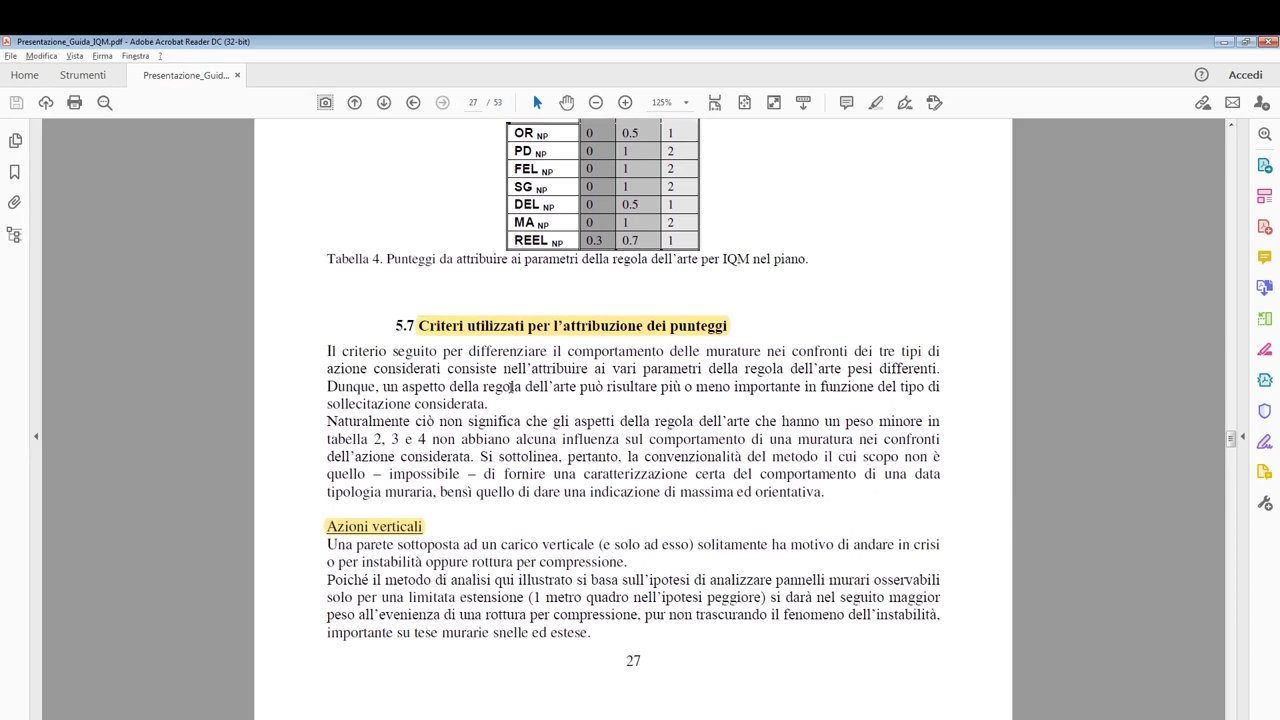 Presentazione_Guida_IQM.pdf - Adobe Acrobat Reader DC (32-bit)
File Modifica Vista Firma Finestra ?
Home Strumenti Presentazione_Guid... × Accedi
27 / 53 125%
OR NP 0 0.5 1
PD NP 0 1 2
FEL NP 0 1 2
SG NP 0 1 2
DEL NP 0 0.5 1
MA NP 0 1 2
REEL NP 0.3 0.7 1
Tabella 4. Punteggi da attribuire ai parametri della regola dell'arte per IQM nel piano.
5.7 Criteri utilizzati per l'attribuzione dei punteggi
Il criterio seguito per differenziare il comportamento delle murature nei confronti dei tre tipi di
azione considerati consiste nell'attribuire ai vari parametri della regola dell'arte pesi differenti.
Dunque, un aspetto della regola dell'arte può risultare più o meno importante in funzione del tipo di
sollecitazione considerata.
Naturalmente ciò non significa che gli aspetti della regola dell'arte che hanno un peso minore in
tabella 2, 3 e 4 non abbiano alcuna influenza sul comportamento di una muratura nei confronti
dell'azione considerata. Si sottolinea, pertanto, la convenzionalità del metodo il cui scopo non è
quello – impossibile – di fornire una caratterizzazione certa del comportamento di una data
tipologia muraria, bensì quello di dare una indicazione di massima ed orientativa.
Azioni verticali
Una parete sottoposta ad un carico verticale (e solo ad esso) solitamente ha motivo di andare in crisi
o per instabilità oppure rottura per compressione.
Poiché il metodo di analisi qui illustrato si basa sull'ipotesi di analizzare pannelli murari osservabili
solo per una limitata estensione (1 metro quadro nell'ipotesi peggiore) si darà nel seguito maggior
peso all'evenienza di una rottura per compressione, pur non trascurando il fenomeno dell'instabilità,
importante su tese murarie snelle ed estese.
27